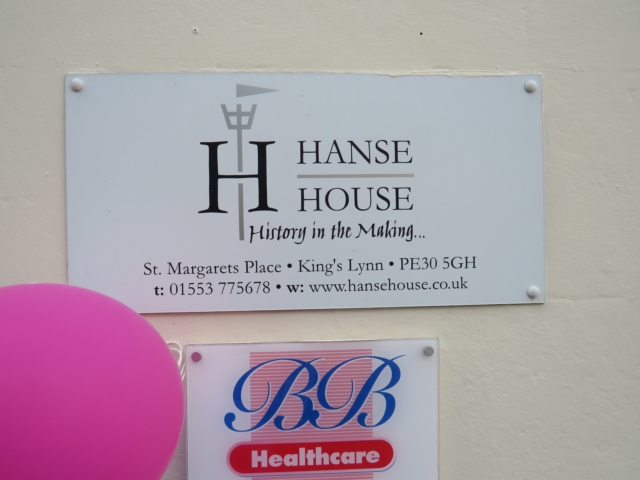 H
HANSE
HOUSE
History in the Making...
St. Margarets Place • King's Lynn • PE30 5GH
t: 01553 775678 • w: www.hansehouse.co.uk
BB
Healthcare